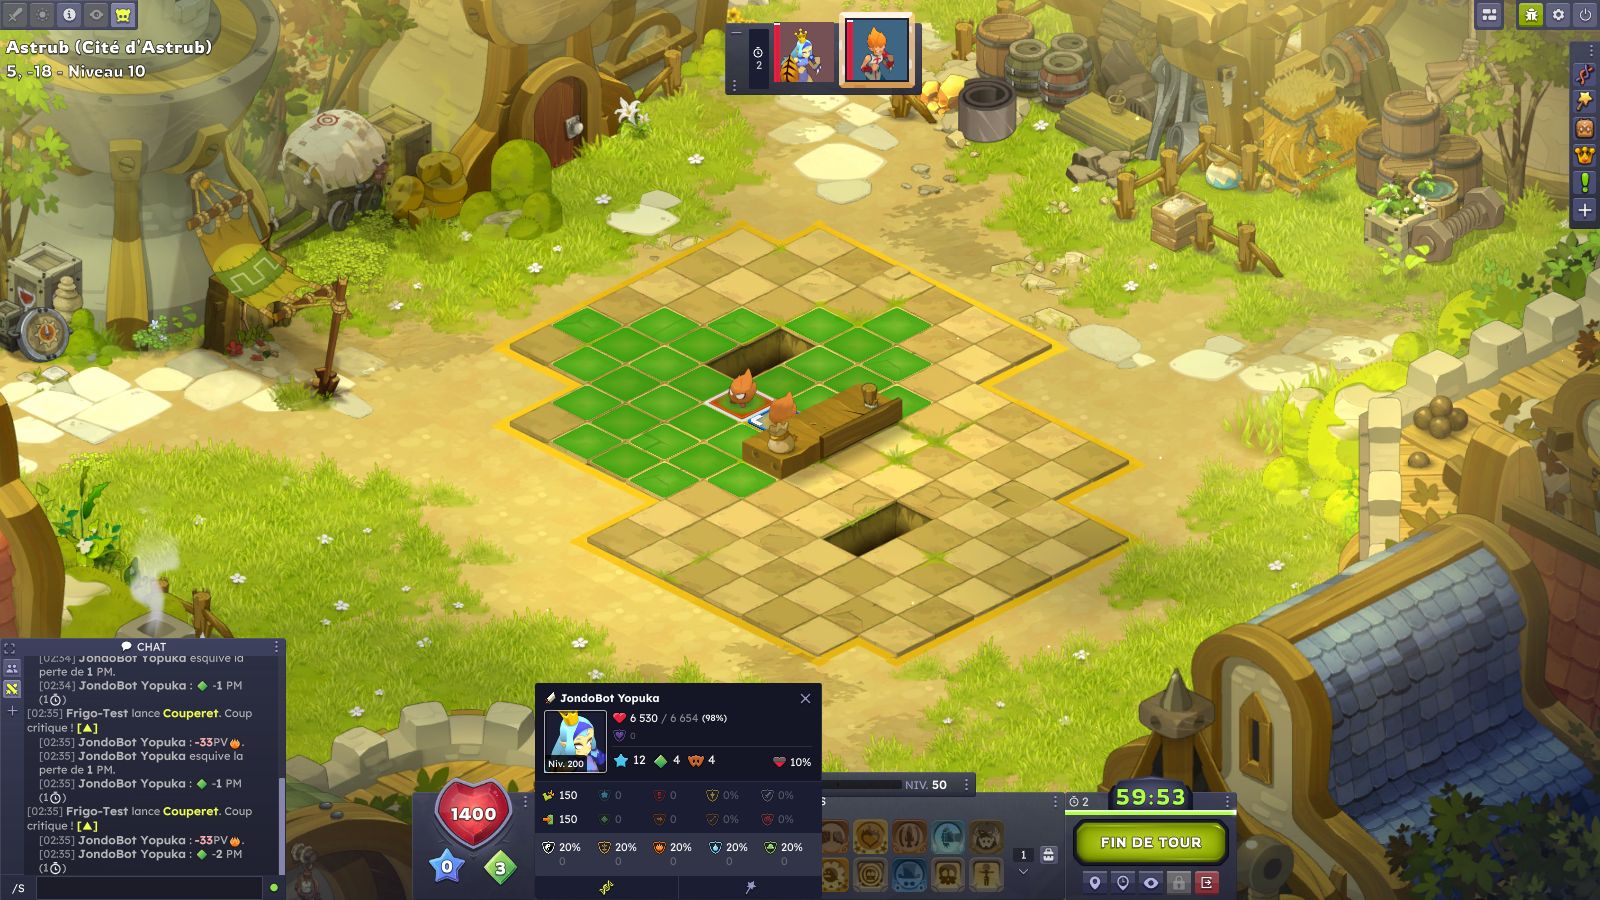 Astrub (Cité d'Astrub)
5, -18 - Niveau 10
2
CHAT
[02:34] JondoBot Yopuka esquive la
perte de 1 PM.
[02:34] JondoBot Yopuka : -1 PM
(1)
[02:35] Frigo-Test lance Couperet. Coup
critique ! [▲]
[02:35] JondoBot Yopuka : -33PV.
[02:35] JondoBot Yopuka esquive la
perte de 1 PM.
[02:35] JondoBot Yopuka : -1 PM
(1)
[02:35] Frigo-Test lance Couperet. Coup
critique ! [▲]
[02:35] JondoBot Yopuka : -33PV.
[02:35] JondoBot Yopuka : -2 PM
(1)
/S
1400
0
3
JondoBot Yopuka
6 530 / 6 654 (98%)
0
Niv. 200
12 4 4 10%
150 0 0 0% 0%
150 0 0 0% 0%
20% 20% 20% 20% 20%
0 0 0 0 0
NIV. 50
1
2
59:53
FIN DE TOUR